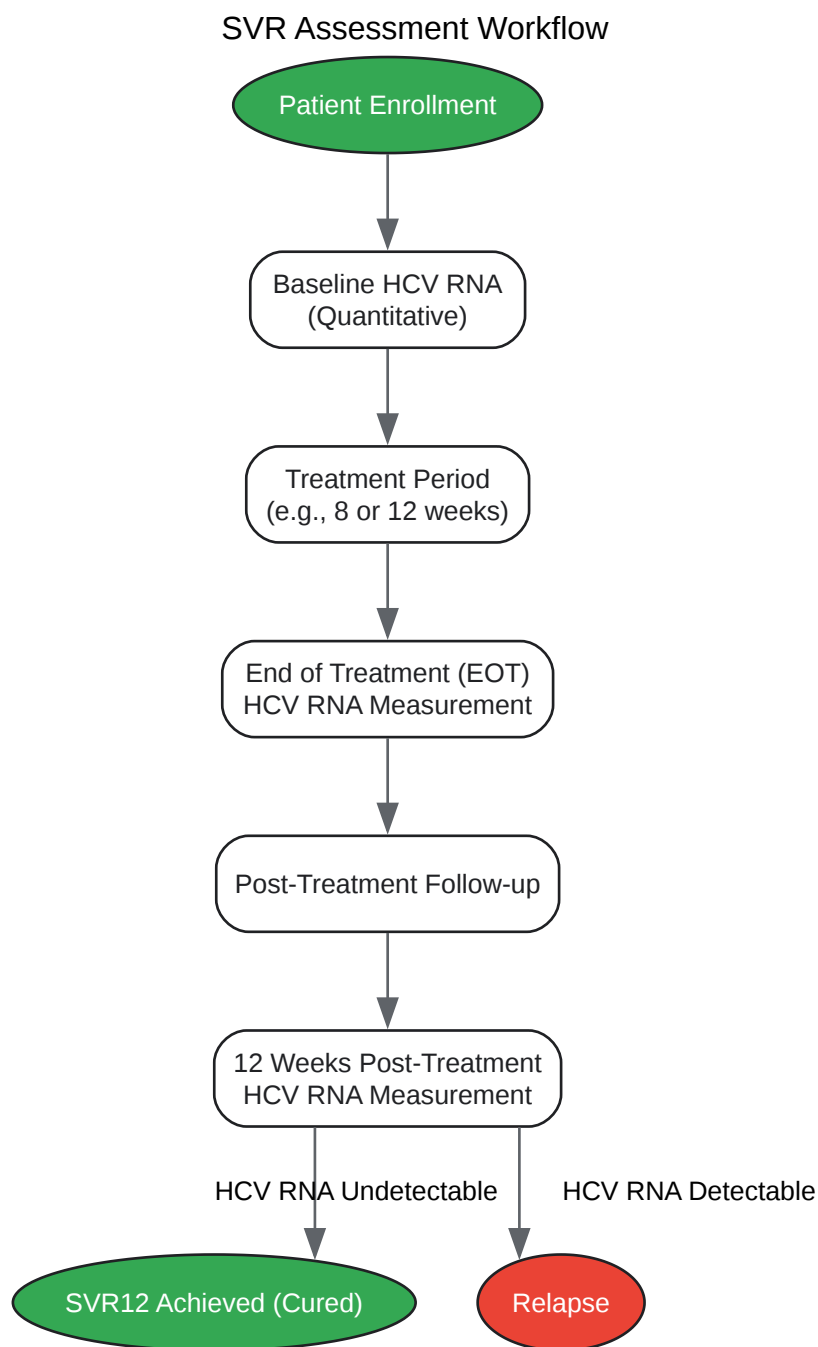 SVR Assessment Workflow
Patient Enrollment
Baseline HCV RNA
(Quantitative)
Treatment Period
(e.g., 8 or 12 weeks)
End of Treatment (EOT)
HCV RNA Measurement
Post-Treatment Follow-up
12 Weeks Post-Treatment
HCV RNA Measurement
HCV RNA Undetectable
HCV RNA Detectable
SVR12 Achieved (Cured)
Relapse